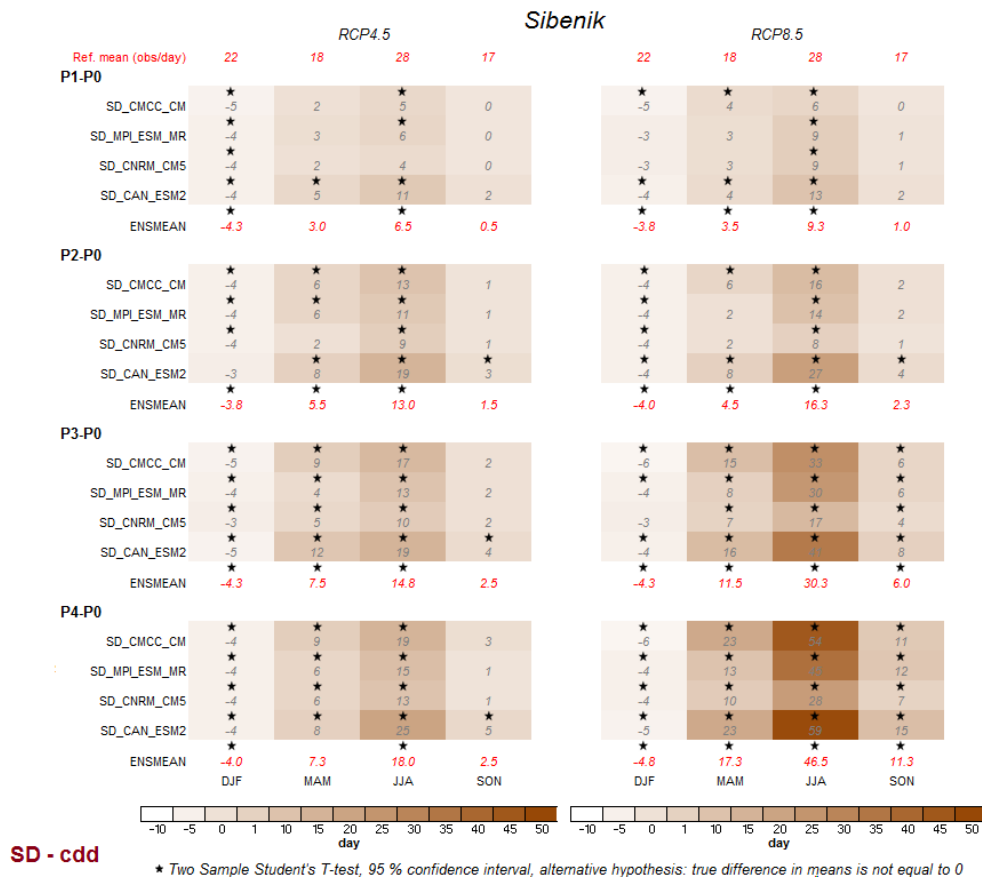 Sibenik
RCP4.5 RCP8.5
Ref. mean (obs/day) 22 18 28 17 22 18 28 17
P1-P0
SD_CMCC_CM -5 2 5 0 -5 4 6 0
SD_MPI_ESM_MR -4 3 6 0 -3 3 9 1
SD_CNRM_CM5 -4 2 4 0 -3 3 9 1
SD_CAN_ESM2 -4 5 11 2 -4 4 13 2
ENSMEAN -4.3 3.0 6.5 0.5 -3.8 3.5 9.3 1.0
P2-P0
SD_CMCC_CM -4 6 13 1 -4 6 16 2
SD_MPI_ESM_MR -4 6 11 1 -4 2 14 2
SD_CNRM_CM5 -4 2 9 1 -4 2 8 1
SD_CAN_ESM2 -3 8 19 3 -4 8 27 4
ENSMEAN -3.8 5.5 13.0 1.5 -4.0 4.5 16.3 2.3
P3-P0
SD_CMCC_CM -5 9 17 2 -6 15 33 6
SD_MPI_ESM_MR -4 4 13 2 -4 8 30 6
SD_CNRM_CM5 -3 5 10 2 -3 7 17 4
SD_CAN_ESM2 -5 12 19 4 -4 16 8
ENSMEAN -4.3 7.5 14.8 2.5 -4.3 11.5 30.3 6.0
P4-P0
SD_CMCC_CM -4 9 19 3 -6 23 54 11
SD_MPI_ESM_MR -4 6 15 1 -4 13 12
SD_CNRM_CM5 -4 6 13 1 -4 10 28 7
SD_CAN_ESM2 -4 8 25 5 -5 23 59 15
ENSMEAN -4.0 7.3 18.0 2.5 -4.8 17.3 46.5 11.3
DJF MAM JJA SON DJF MAM JJA SON
-10 -5 0 1 10 15 20 30 35 40 45 50 -10 -5 0 1 10 15 20 30 35 40 45 50
day day
SD - cdd
★ Two Sample Student's T-test, 95 % confidence interval, alternative hypothesis: true difference in means is not equal to 0